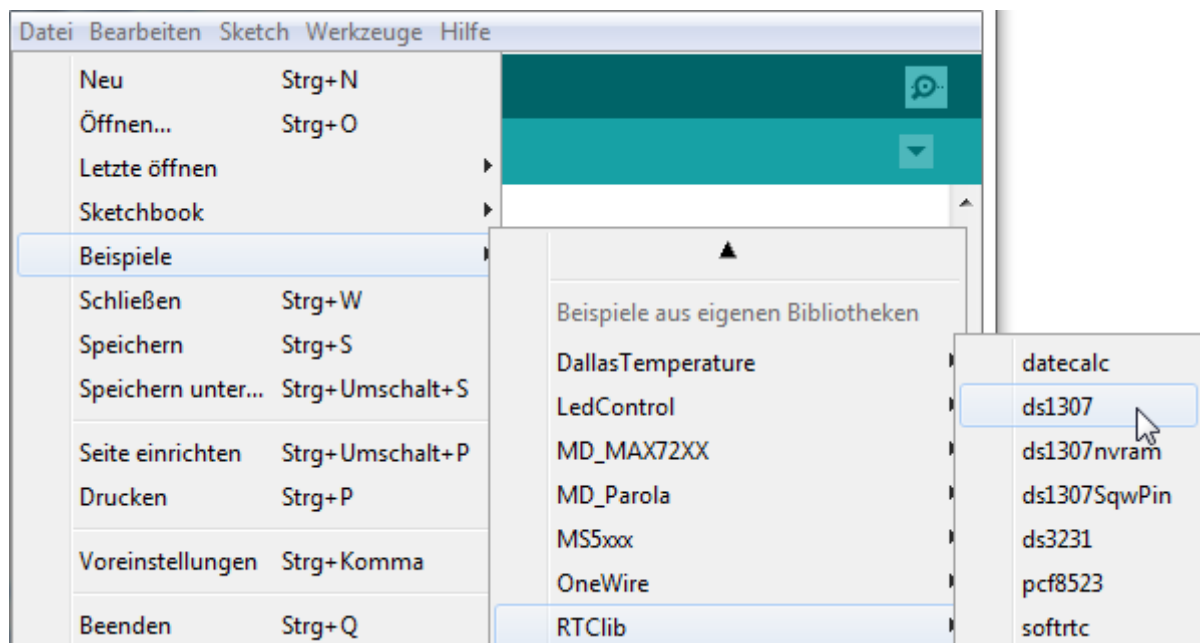 Datei Bearbeiten Sketch Werkzeuge Hilfe
Neu Strg+N
Öffnen... Strg+O
Letzte öffnen
Sketchbook
Beispiele
Schließen Strg+W
Speichern Strg+S
Speichern unter... Strg+Umschalt+S
Seite einrichten Strg+Umschalt+P
Drucken Strg+P
Voreinstellungen Strg+Komma
Beenden Strg+Q
Beispiele aus eigenen Bibliotheken
DallasTemperature
LedControl
MD_MAX72XX
MD_Parola
MS5xxx
OneWire
RTClib
datecalc
ds1307
ds1307nvram
ds1307SqwPin
ds3231
pcf8523
softrtc